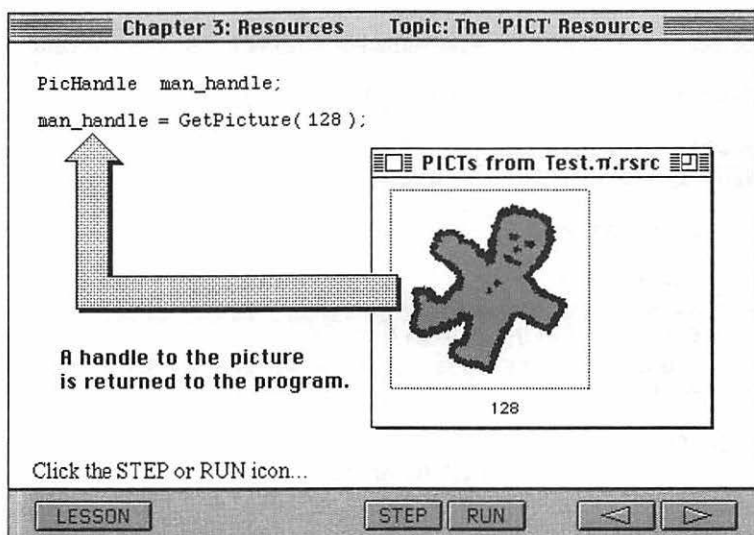 Chapter 3: Resources Topic: The 'PICT' Resource
PicHandle man_handle;
man_handle = GetPicture( 128 );
PICTs from Test.π.rsrc
128
A handle to the picture
is returned to the program.
Click the STEP or RUN icon...
LESSON STEP RUN